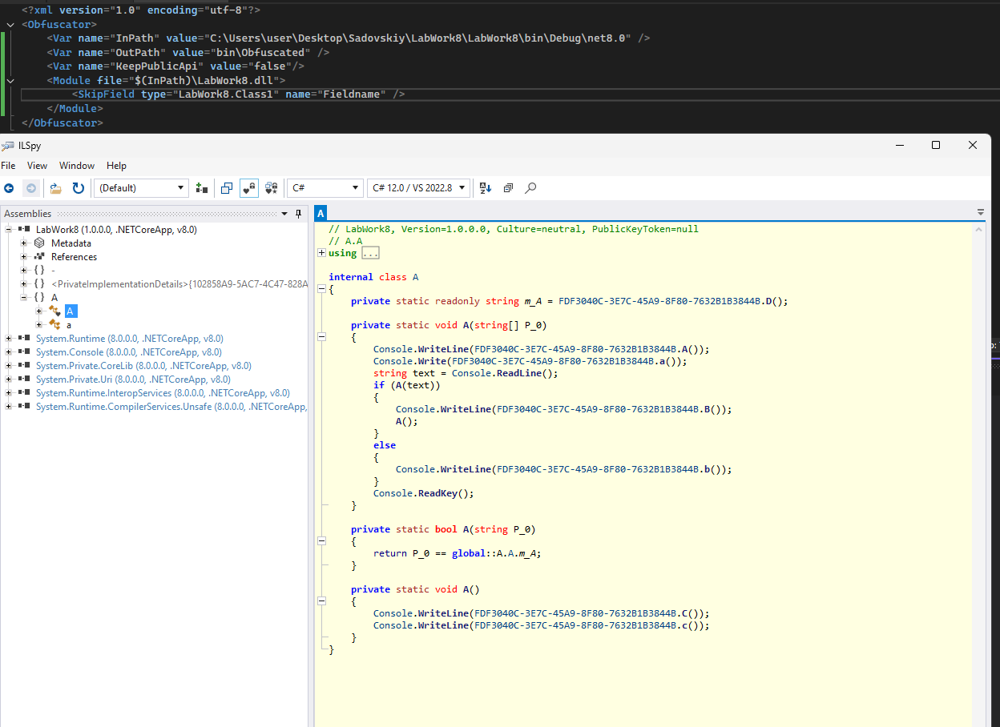 <?xml version="1.0" encoding="utf-8"?>
<Obfuscator>
<Var name="InPath" value="C:\Users\user\Desktop\Sadovskiy\LabWork8\LabWork8\bin\Debug\net8.0" />
<Var name="OutPath" value="bin\Obfuscated" />
<Var name="KeepPublicApi" value="false"/>
<Module file="$(InPath)\LabWork8.dll">
<SkipField type="LabWork8.Class1" name="Fieldname" />
</Module>
</Obfuscator>
ILSpy
File View Window Help
(Default) C# C# 12.0 / VS 2022.8
Assemblies
LabWork8 (1.0.0.0, .NETCoreApp, v8.0)
Metadata
References
{ } -
{ } <PrivateImplementationDetails>{102858A9-5AC7-4C47-828A
{ } A
A
a
System.Runtime (8.0.0.0, .NETCoreApp, v8.0)
System.Console (8.0.0.0, .NETCoreApp, v8.0)
System.Private.CoreLib (8.0.0.0, .NETCoreApp, v8.0)
System.Private.Uri (8.0.0.0, .NETCoreApp, v8.0)
System.Runtime.InteropServices (8.0.0.0, .NETCoreApp, v8.0)
System.Runtime.CompilerServices.Unsafe (8.0.0.0, .NETCoreApp,
A
// LabWork8, Version=1.0.0.0, Culture=neutral, PublicKeyToken=null
// A.A
using ...
internal class A
{
private static readonly string m_A = FDF3040C-3E7C-45A9-8F80-7632B1B3844B.D();
private static void A(string[] P_0)
{
Console.WriteLine(FDF3040C-3E7C-45A9-8F80-7632B1B3844B.A());
Console.Write(FDF3040C-3E7C-45A9-8F80-7632B1B3844B.a());
string text = Console.ReadLine();
if (A(text))
{
Console.WriteLine(FDF3040C-3E7C-45A9-8F80-7632B1B3844B.B());
A();
}
else
{
Console.WriteLine(FDF3040C-3E7C-45A9-8F80-7632B1B3844B.b());
}
Console.ReadKey();
}
private static bool A(string P_0)
{
return P_0 == global::A.A.m_A;
}
private static void A()
{
Console.WriteLine(FDF3040C-3E7C-45A9-8F80-7632B1B3844B.C());
Console.WriteLine(FDF3040C-3E7C-45A9-8F80-7632B1B3844B.c());
}
}